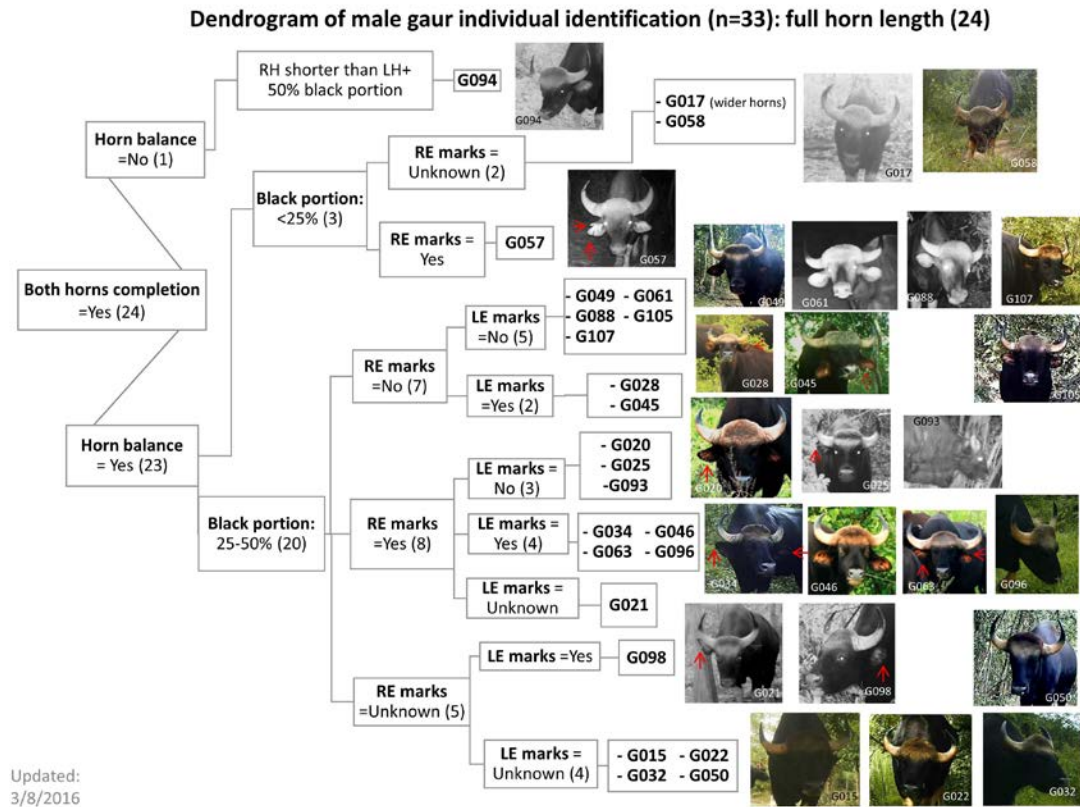 Dendrogram of male gaur individual identification (n=33): full horn length (24)
RH shorter than LH+
50% black portion
G094
G094
Horn balance
=No (1)
- G017 (wider horns)
- G058
G017
G058
RE marks =
Unknown (2)
Black portion:
<25% (3)
RE marks =
Yes
G057
G057
Both horns completion
=Yes (24)
LE marks
=No (5)
- G049 - G061
- G088 - G105
- G107
G049
G061
G088
G107
RE marks
=No (7)
LE marks
=Yes (2)
- G028
- G045
G028
G045
G105
Horn balance
= Yes (23)
LE marks =
No (3)
- G020
- G025
-G093
G020
G025
G093
Black portion:
25-50% (20)
RE marks
=Yes (8)
LE marks =
Yes (4)
- G034 - G046
- G063 - G096
G034
G046
G063
G096
LE marks =
Unknown
G021
G021
G098
G050
LE marks =Yes
G098
RE marks
=Unknown (5)
LE marks =
Unknown (4)
- G015 - G022
- G032 - G050
G015
G022
G032
Updated:
3/8/2016